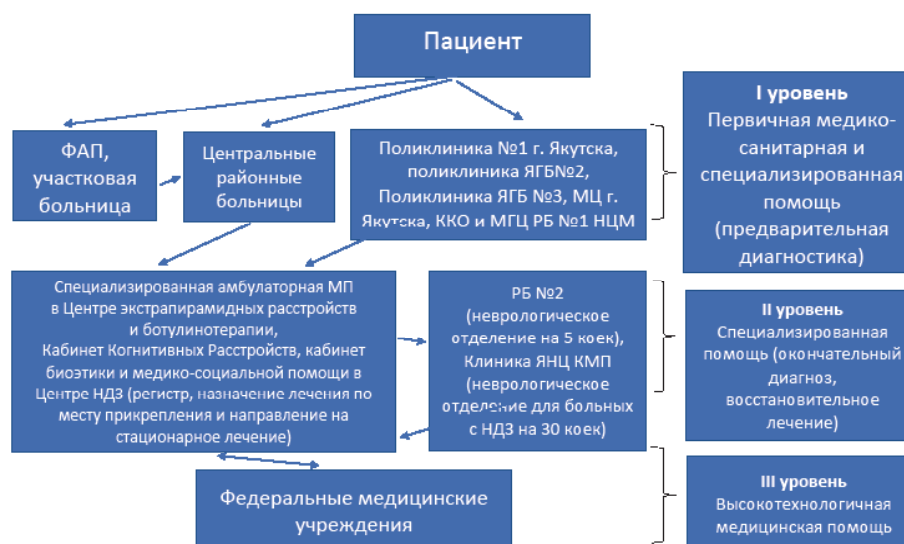 Пациент
ФАП,
участковая
больница
Центральные
районные
больницы
Поликлиника №1 г. Якутска,
поликлиника ЯГБ№2,
Поликлиника ЯГБ №3, МЦ г.
Якутска, ККО и МГЦ РБ №1 НЦМ
I уровень
Первичная медико-
санитарная и
специализированная
помощь
(предварительная
диагностика)
Специализированная амбулаторная МП
в Центре экстрапирамидных расстройств
и ботулинотерапии,
Кабинет Когнитивных Расстройств, кабинет
биоэтики и медико-социальной помощи в
Центре НДЗ (регистр, назначение лечения по
месту прикрепления и направление на
стационарное лечение)
РБ №2
(неврологическое
отделение на 5 коек),
Клиника ЯНЦ КМП
(неврологическое
отделение для больных
с НДЗ на 30 коек)
II уровень
Специализированная
помощь (окончательный
диагноз,
восстановительное
лечение)
Федеральные медицинские
учреждения
III уровень
Высокотехнологичная
медицинская помощь